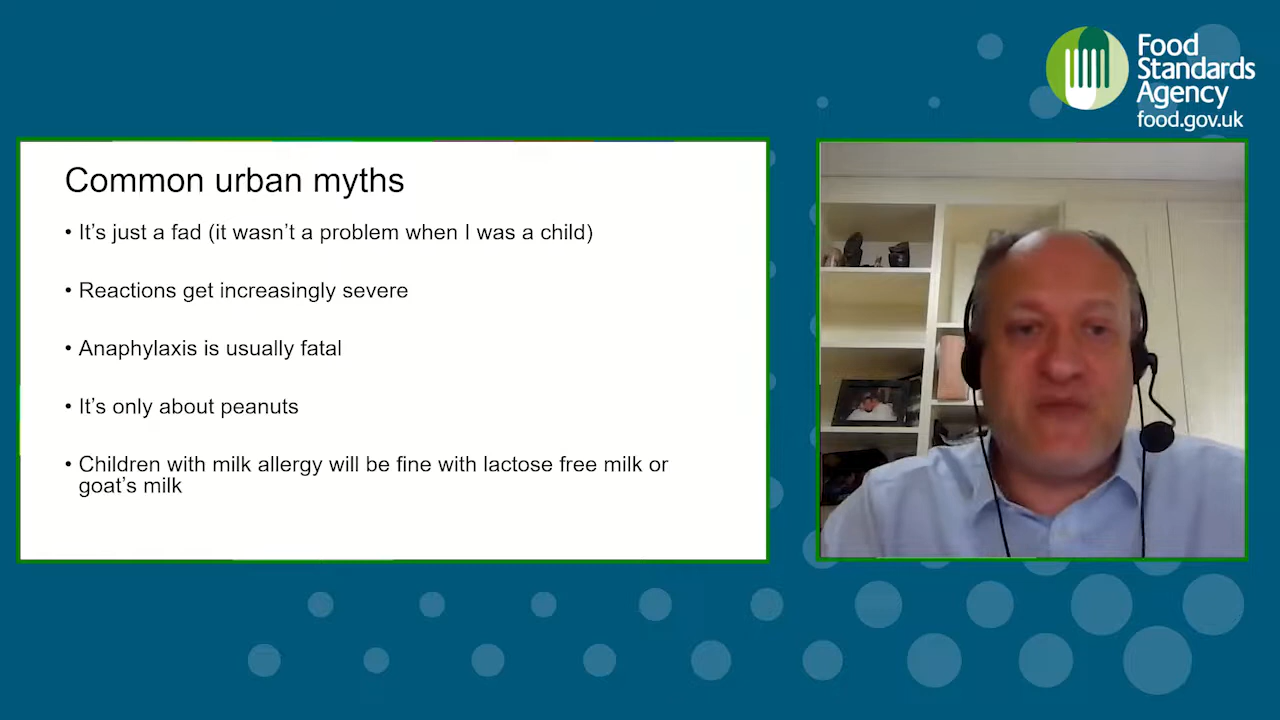 Food
Standards
Agency
food.gov.uk
Common urban myths
• It's just a fad (it wasn't a problem when I was a child)
• Reactions get increasingly severe
• Anaphylaxis is usually fatal
• It's only about peanuts
• Children with milk allergy will be fine with lactose free milk or
goat's milk